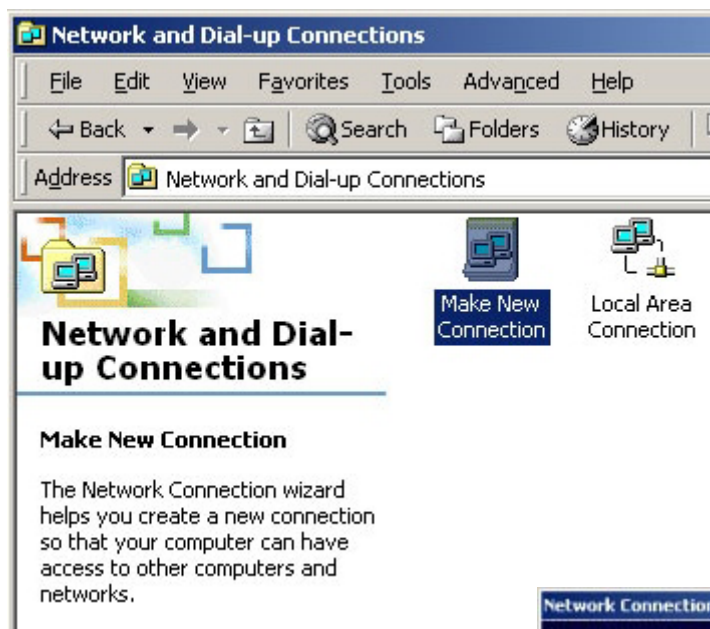 Network and Dial-up Connections
File Edit View Favorites Tools Advanced Help
Back Search Folders History
Address Network and Dial-up Connections
Make New Connection
Local Area Connection
Network and Dial-
up Connections
Make New Connection
The Network Connection wizard
helps you create a new connection
so that your computer can have
access to other computers and
networks.
Network Connection